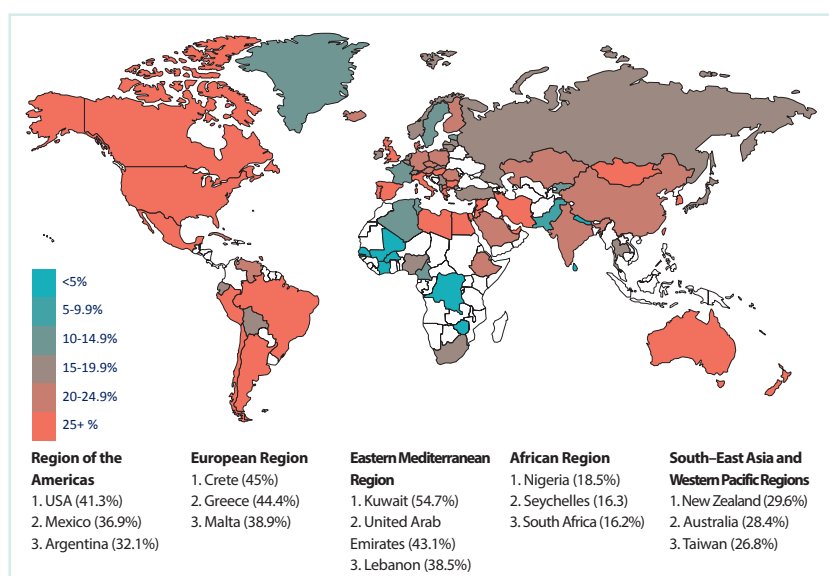 <5%
5-9.9%
10-14.9%
15-19.9%
20-24.9%
25+ %
Region of the
Americas
1. USA (41.3%)
2. Mexico (36.9%)
3. Argentina (32.1%)
European Region
1. Crete (45%)
2. Greece (44.4%)
3. Malta (38.9%)
Eastern Mediterranean
Region
1. Kuwait (54.7%)
2. United Arab
Emirates (43.1%)
3. Lebanon (38.5%)
African Region
1. Nigeria (18.5%)
2. Seychelles (16.3)
3. South Africa (16.2%)
South–East Asia and
Western Pacific Regions
1. New Zealand (29.6%)
2. Australia (28.4%)
3. Taiwan (26.8%)